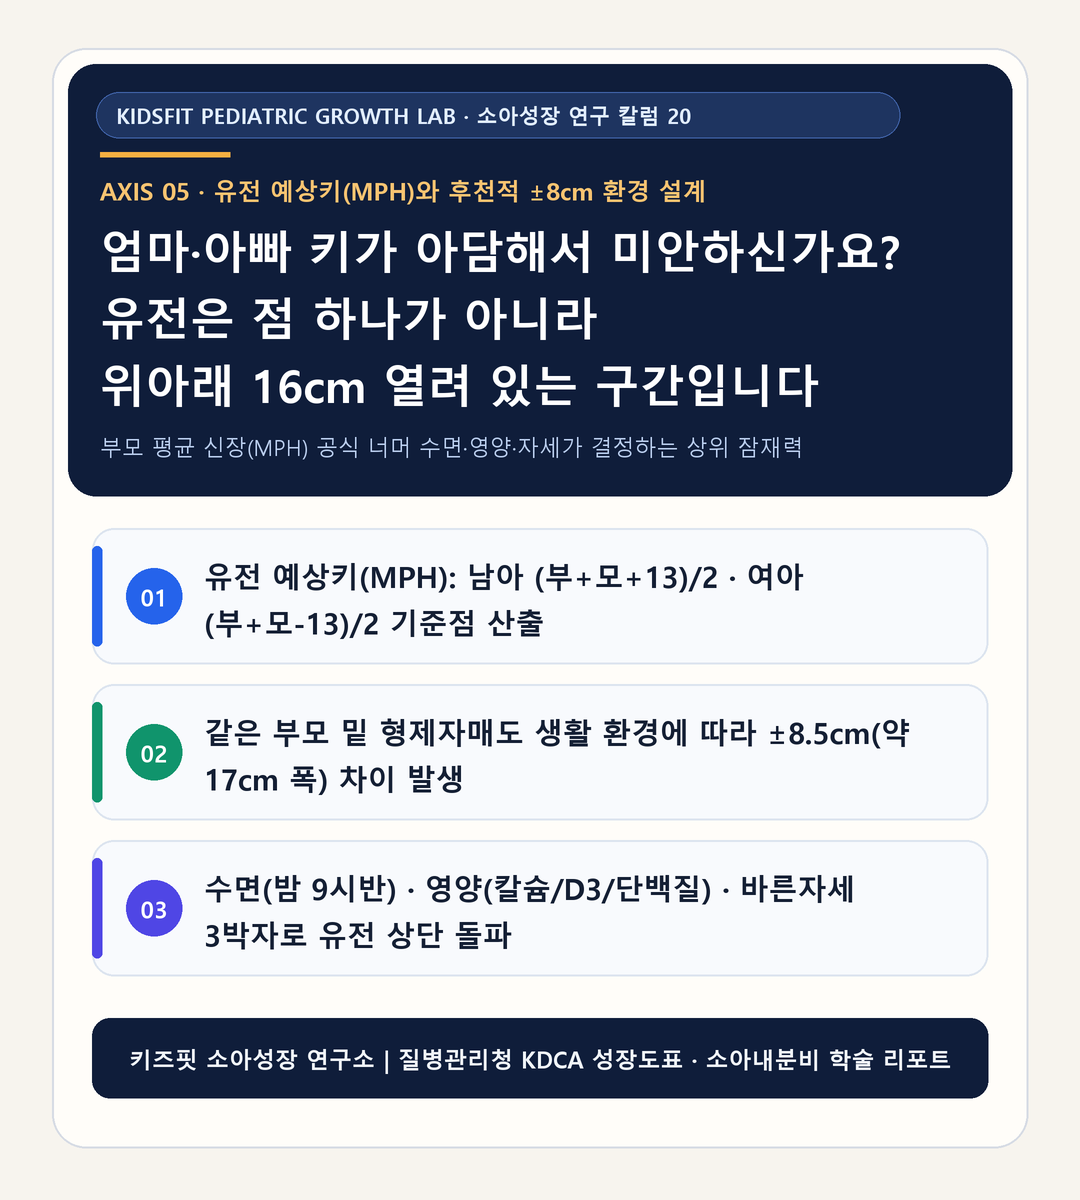 KIDSFIT PEDIATRIC GROWTH LAB · 소아성장 연구 칼럼 20
AXIS 05 · 유전 예상키(MPH)와 후천적 ±8cm 환경 설계
엄마·아빠 키가 아담해서 미안하신가요?
유전은 점 하나가 아니라
위아래 16cm 열려 있는 구간입니다
부모 평균 신장(MPH) 공식 너머 수면·영양·자세가 결정하는 상위 잠재력
01
유전 예상키(MPH): 남아 (부+모+13)/2 · 여아
(부+모-13)/2 기준점 산출
02
같은 부모 밑 형제자매도 생활 환경에 따라 ±8.5cm(약
17cm 폭) 차이 발생
03
수면(밤 9시반) · 영양(칼슘/D3/단백질) · 바른자세
3박자로 유전 상단 돌파
키즈핏 소아성장 연구소 | 질병관리청 KDCA 성장도표 · 소아내분비 학술 리포트